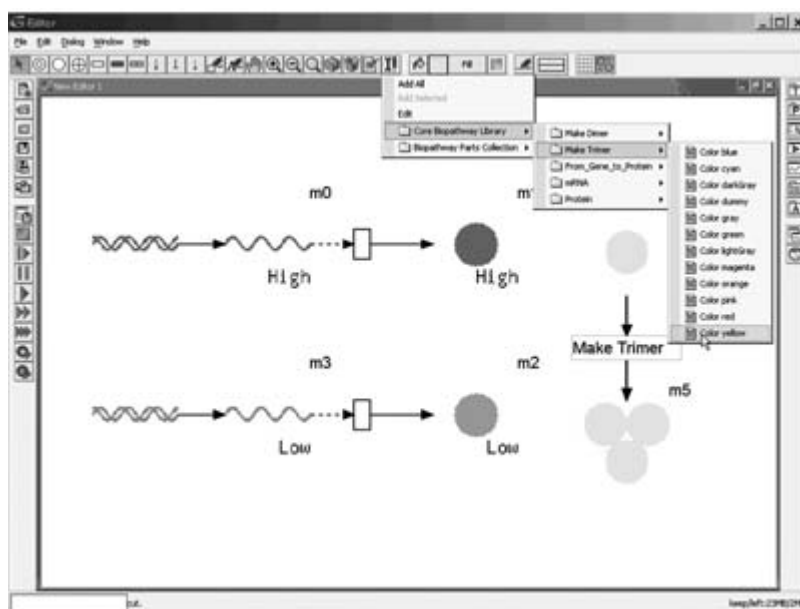 Editor
File Edit Dialog Window Help
Fill
New Editor 1
Add All
Add Selected
Edit
Core Biopathway Library
Biopathway Parts Collection
Make Dimer
Make Trimer
From_Gene_to_Protein
mRNA
Protein
Color blue
Color cyan
Color darkGray
Color dummy
Color gray
Color green
Color lightGray
Color magenta
Color orange
Color pink
Color red
Color yellow
m0
High
High
Make Trimer
m3
m2
m5
Low
Low